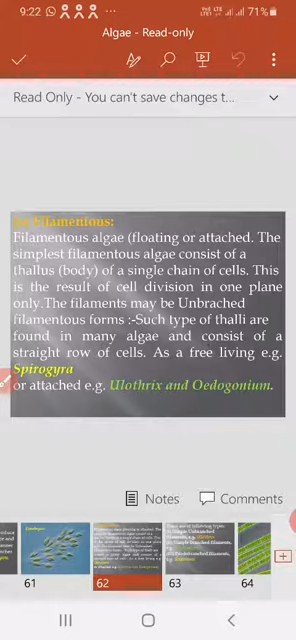 9:22 71%
Algae - Read-only
Read Only - You can't save changes t...
Filamentous:
Filamentous algae (floating or attached. The
simplest filamentous algae consist of a
thallus (body) of a single chain of cells. This
is the result of cell division in one plane
only. The filaments may be Unbrached
filamentous forms :-Such type of thalli are
found in many algae and consist of a
straight row of cells. As a free living e.g.
Spirogyra
or attached e.g. Ulothrix and Oedogonium.
Notes Comments
61 62 63 64